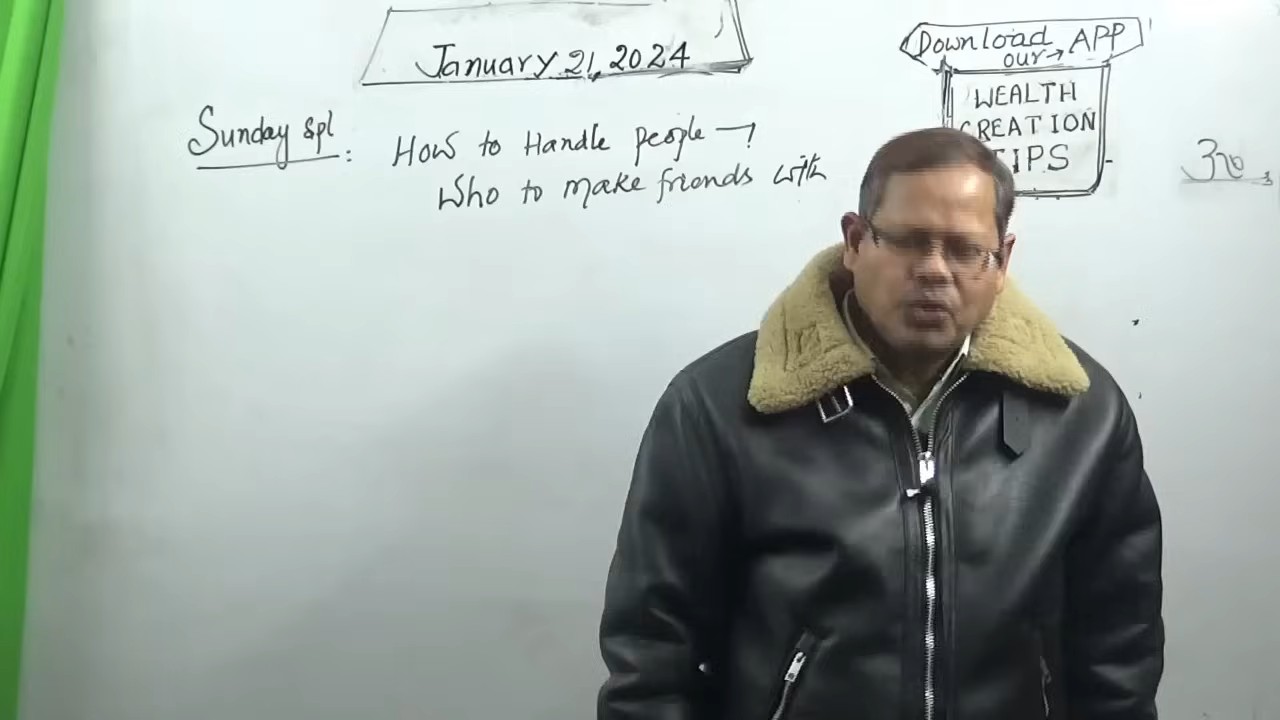 January 21, 2024
Download
our → APP
WEALTH
CREATION
TIPS
Sunday Spl :
How to Handle people →
Who to make friends with